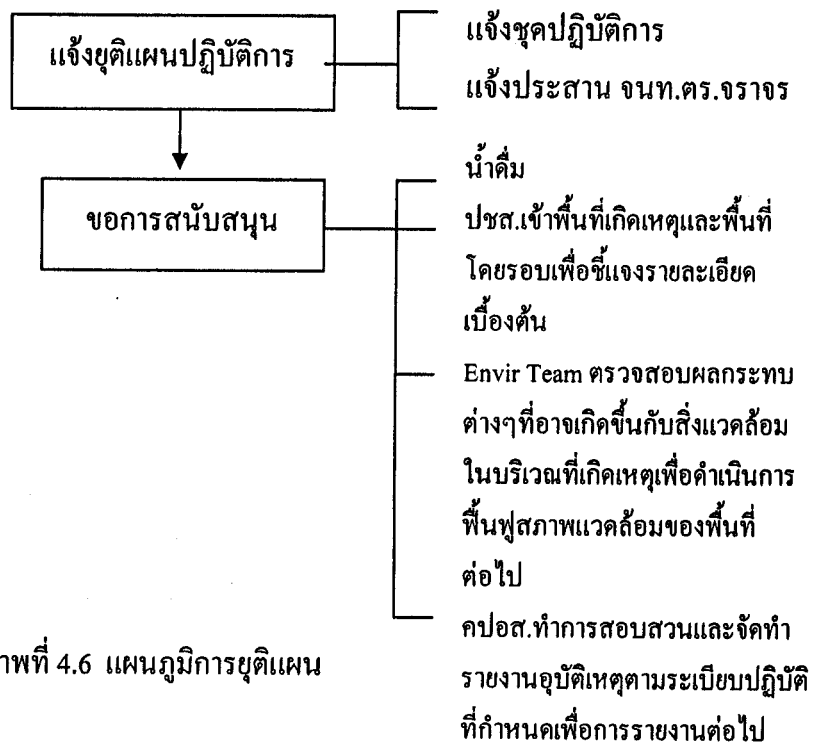 แจ้งยุติแผนปฏิบัติการ
แจ้งชุดปฏิบัติการ
แจ้งประสาน จนท.ตร.จราจร
ขอการสนับสนุน
น้ำดื่ม
ปชส.เข้าพื้นที่เกิดเหตุและพื้นที่
โดยรอบเพื่อชี้แจงรายละเอียด
เบื้องต้น
Envir Team ตรวจสอบผลกระทบ
ต่างๆที่อาจเกิดขึ้นกับสิ่งแวดล้อม
ในบริเวณที่เกิดเหตุเพื่อดำเนินการ
ฟื้นฟูสภาพแวดล้อมของพื้นที่
ต่อไป
คปอส.ทำการสอบสวนและจัดทำ
รายงานอุบัติเหตุตามระเบียบปฏิบัติ
ที่กำหนดเพื่อการรายงานต่อไป
าพที่ 4.6 แผนภูมิการยุติแผน